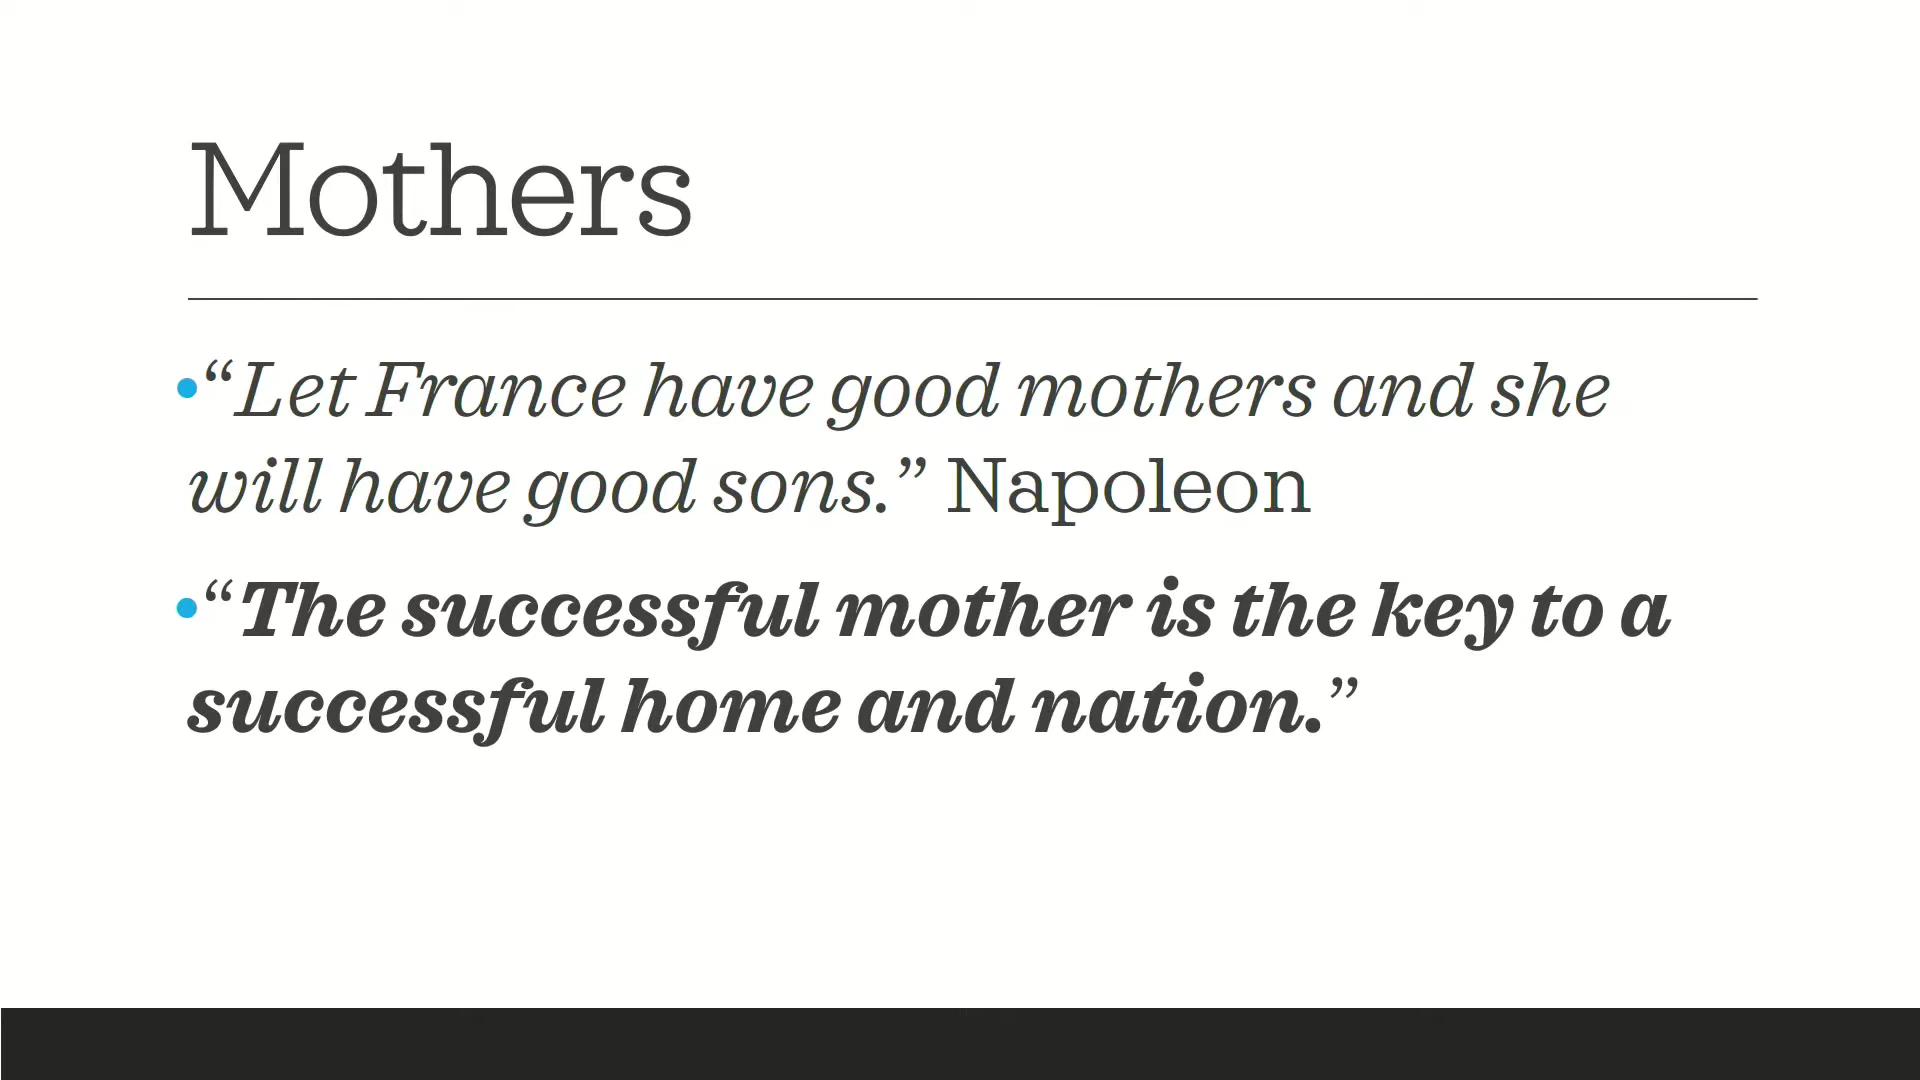 Mothers
•“Let France have good mothers and she
will have good sons.” Napoleon
•“The successful mother is the key to a
successful home and nation.”